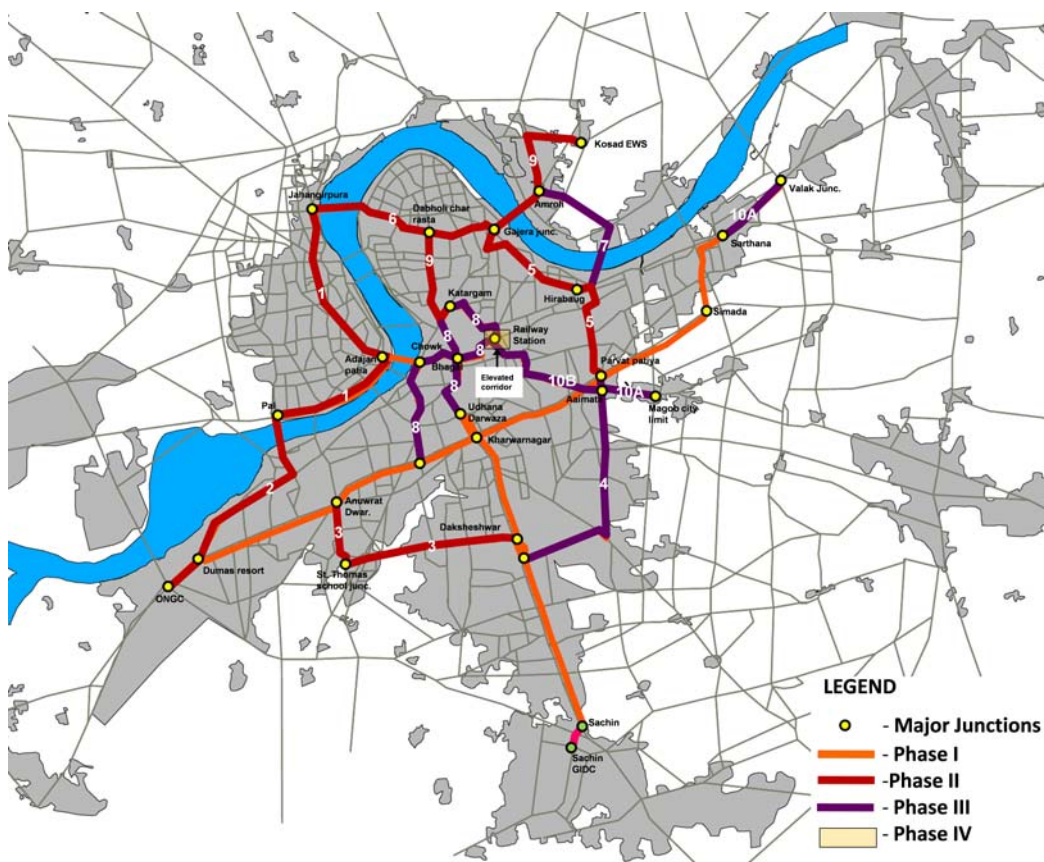 Kosad EWS
9
Valak Junc.
Amroli
Jahangirpura
10A
Dabholi char
rasta
6
Gajera junc.
Sarthana
7
9
5
1
Hirabaug
Katargam
Simada
5
8
8
Railway
Station
Chowk
8
Adajan
patia
Bhagal
Parvat patiya
Elevated
corridor
10B
10A
1
8
Aaimata
Magob city
limit
Pal
Udhana
Darwaza
8
Kharwarnagar
2
4
Anuwrat
Dwar.
3
Daksheshwar
3
Dumas resort
St. Thomas
school junc.
ONGC
Sachin
Sachin
GIDC
LEGEND
- Major Junctions
- Phase I
-Phase II
- Phase III
- Phase IV